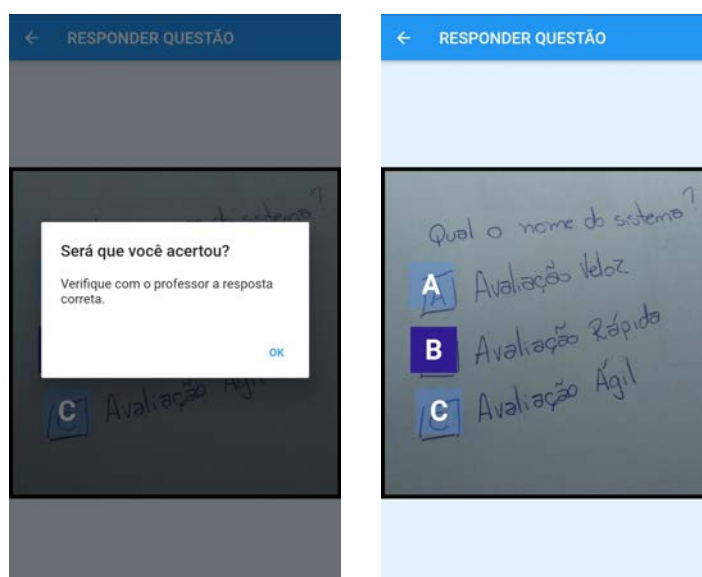 ← RESPONDER QUESTÃO
Será que você acertou?
Verifique com o professor a resposta
correta.
OK
C Avaliação Ágil
← RESPONDER QUESTÃO
Qual o nome do sistema?
A Avaliação Veloz
B Avaliação Rápida
C Avaliação Ágil